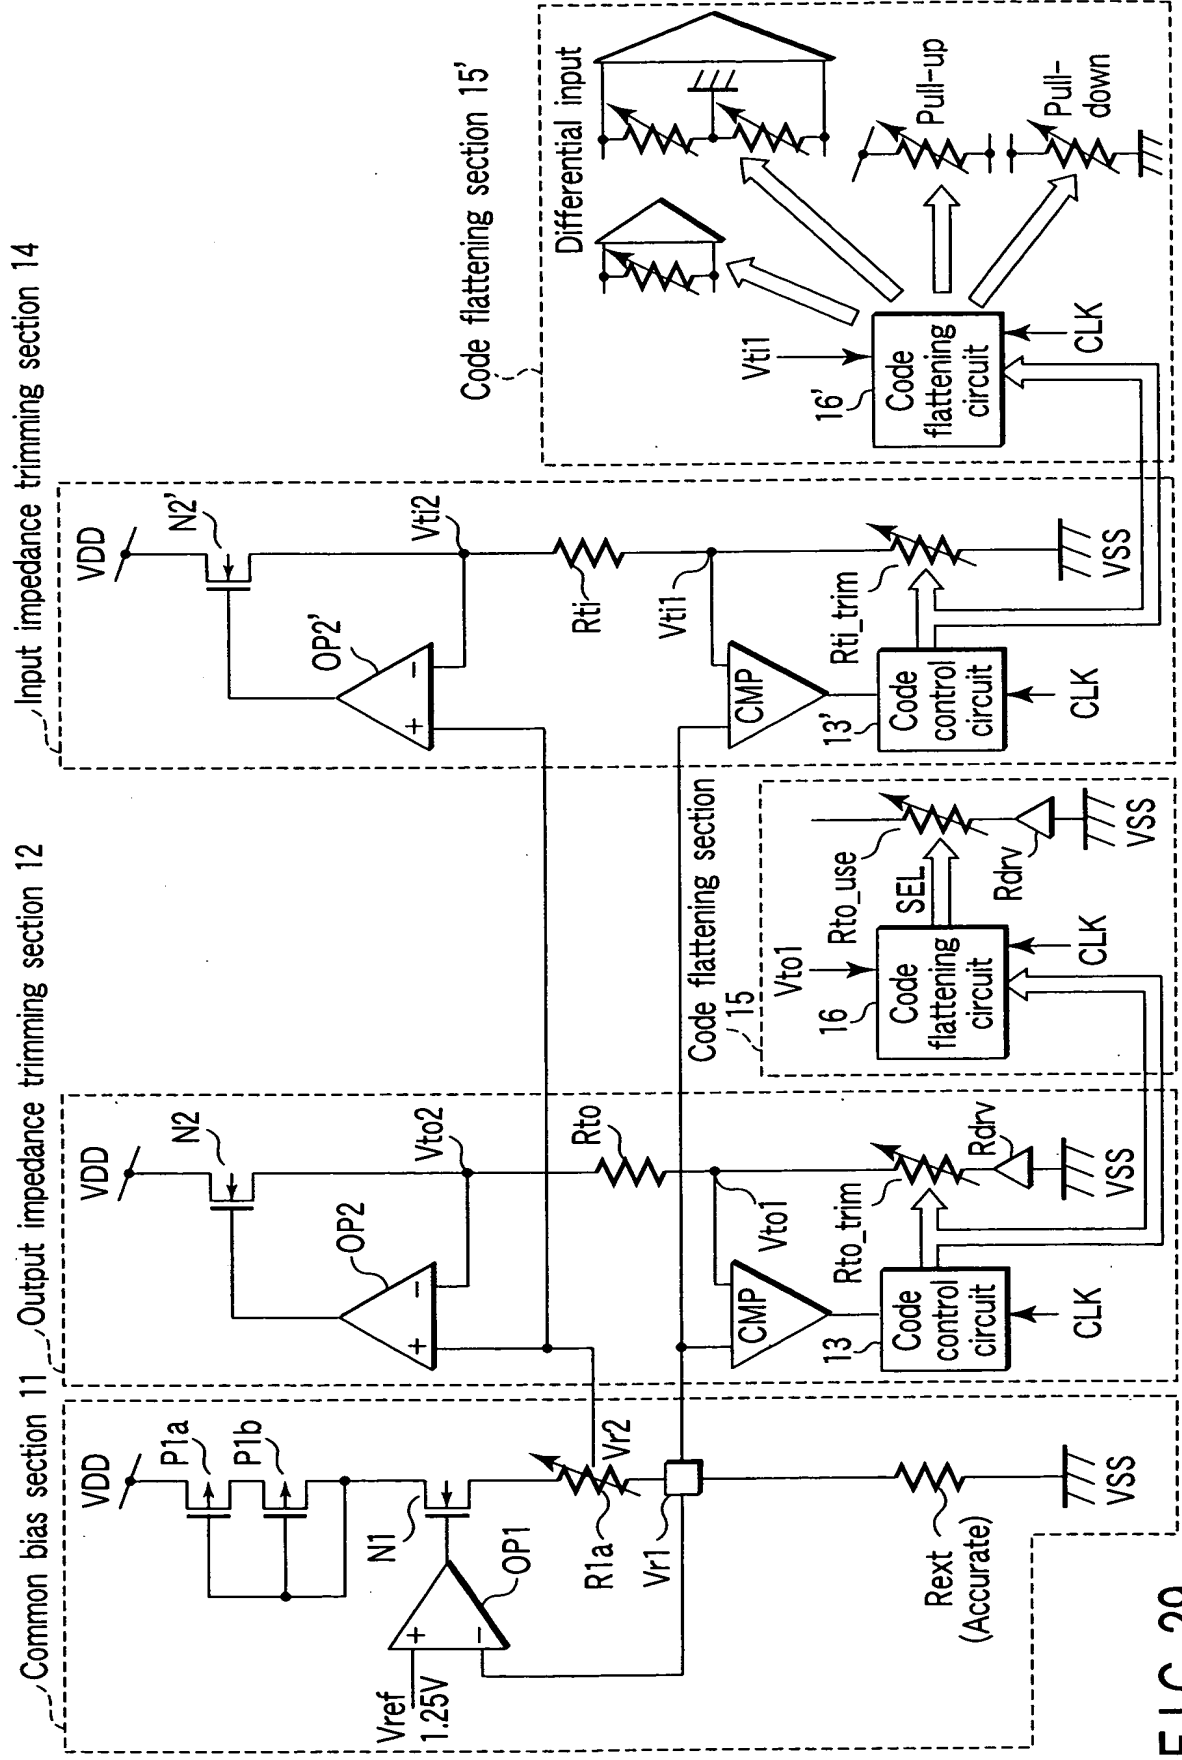 Common bias section 11
VDD
P1a
P1b
N1
Vref
1.25V
+
−
OP1
R1a
Vr2
Vr1
Rext
(Accurate)
VSS
Output impedance trimming section 12
VDD
N2
OP2
+
−
Vto2
Rto
Vto1
CMP
Rto_trim
13
Code
control
circuit
CLK
Rdrv
VSS
Code flattening section
15
Vto1
16
Code
flattening
circuit
CLK
SEL
Rto_use
Rdrv
VSS
Input impedance trimming section 14
VDD
N2'
OP2'
+
−
Vti2
Rti
Vti1
CMP
Rti_trim
13'
Code
control
circuit
CLK
VSS
Code flattening section 15'
Differential input
Vti1
16'
Code
flattening
circuit
CLK
Pull-up
Pull-
down